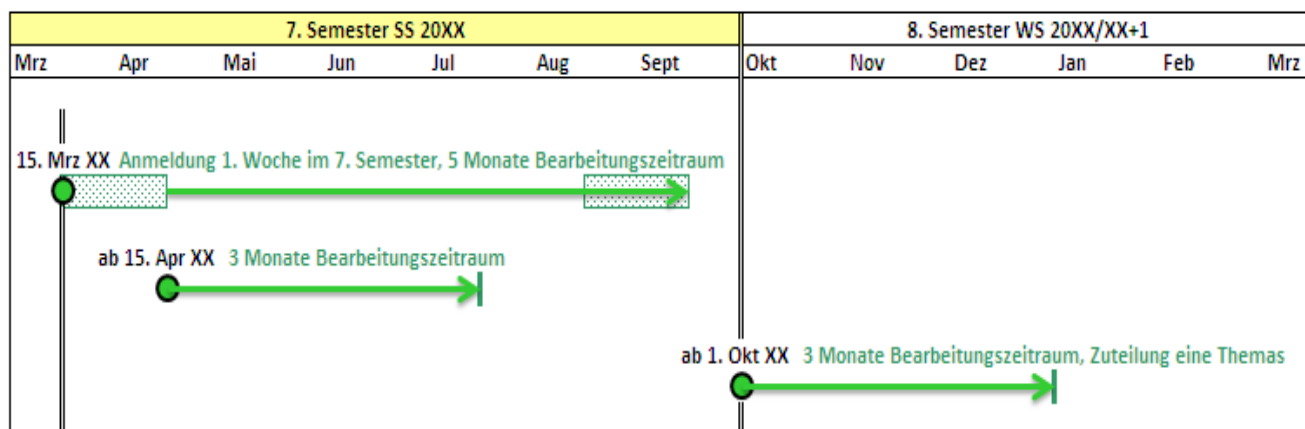 7. Semester SS 20XX 8. Semester WS 20XX/XX+1
Mrz Apr Mai Jun Jul Aug Sept Okt Nov Dez Jan Feb Mrz
15. Mrz XX Anmeldung 1. Woche im 7. Semester, 5 Monate Bearbeitungszeitraum
ab 15. Apr XX 3 Monate Bearbeitungszeitraum
ab 1. Okt XX 3 Monate Bearbeitungszeitraum, Zuteilung eine Themas